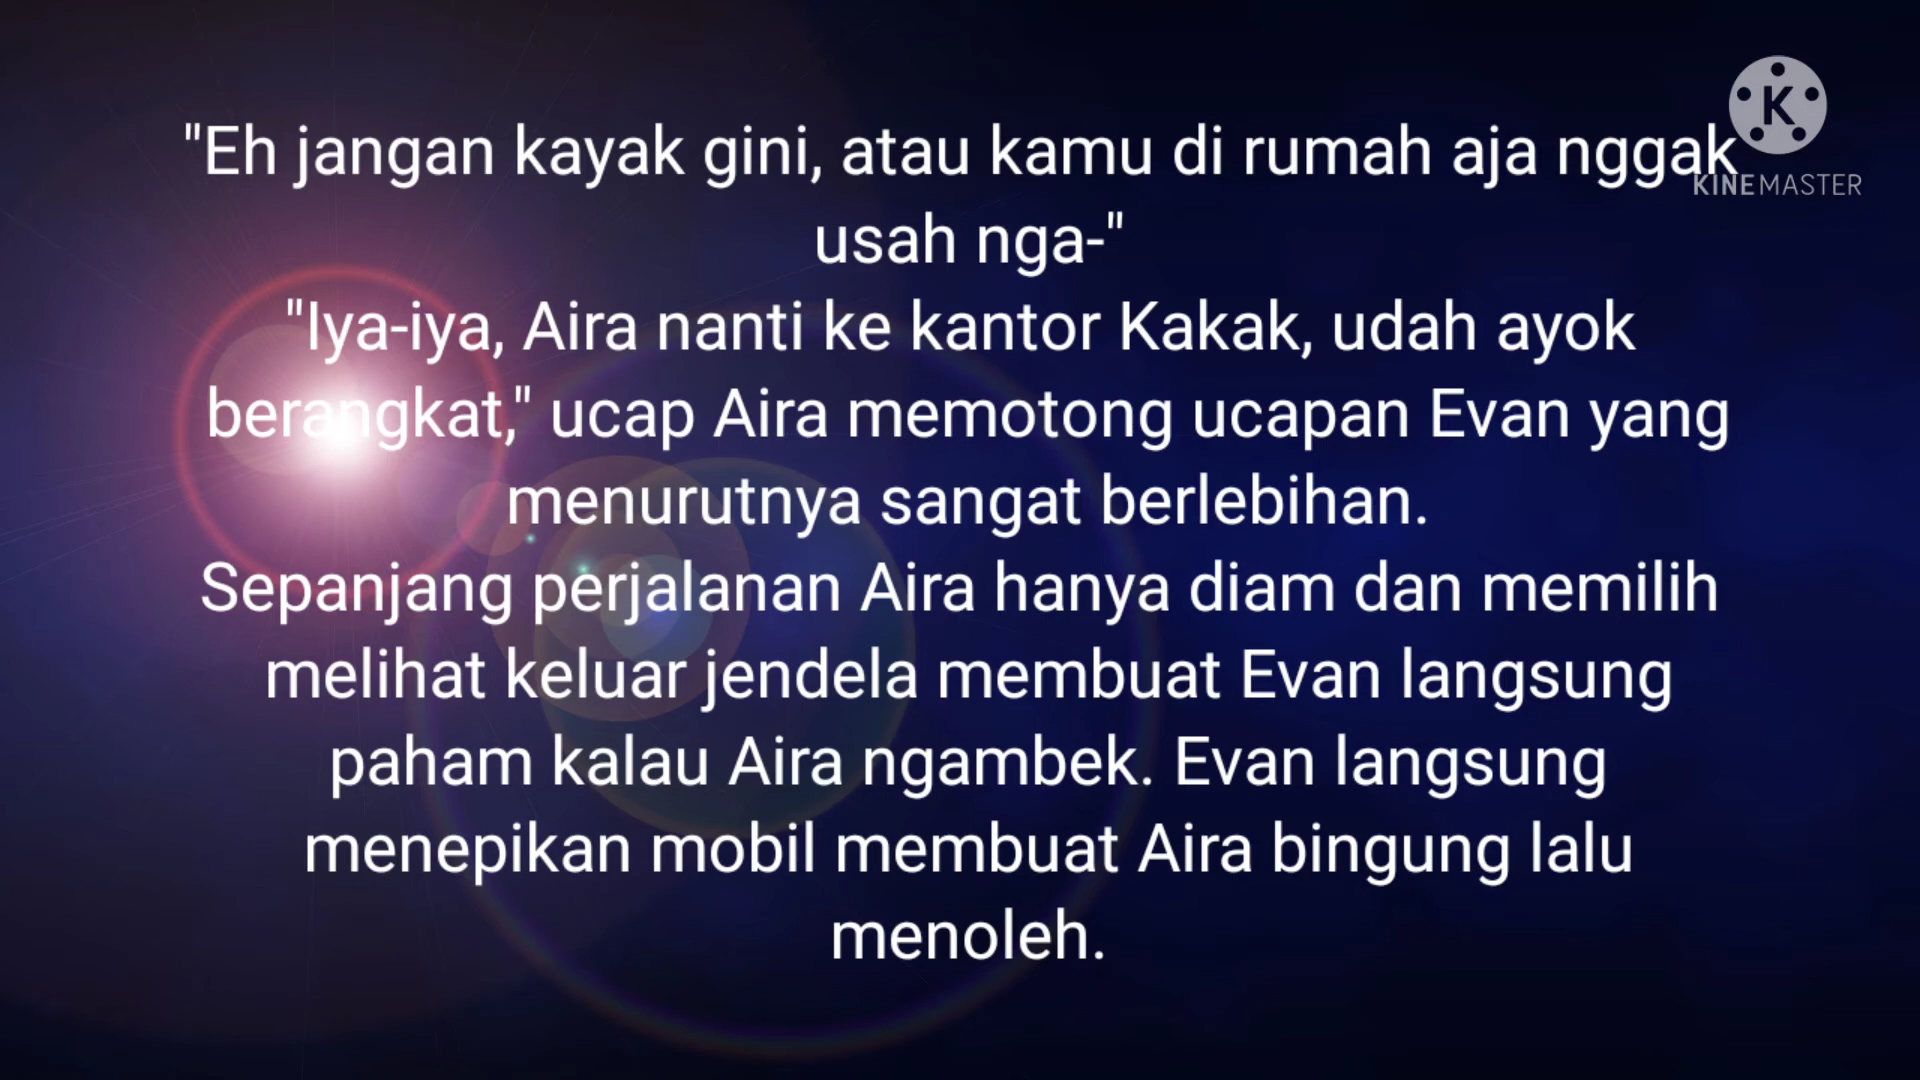 "Eh jangan kayak gini, atau kamu di rumah aja nggak
usah nga-"
"Iya-iya, Aira nanti ke kantor Kakak, udah ayok
berangkat," ucap Aira memotong ucapan Evan yang
menurutnya sangat berlebihan.
Sepanjang perjalanan Aira hanya diam dan memilih
melihat keluar jendela membuat Evan langsung
paham kalau Aira ngambek. Evan langsung
menepikan mobil membuat Aira bingung lalu
menoleh.
K
KINEMASTER